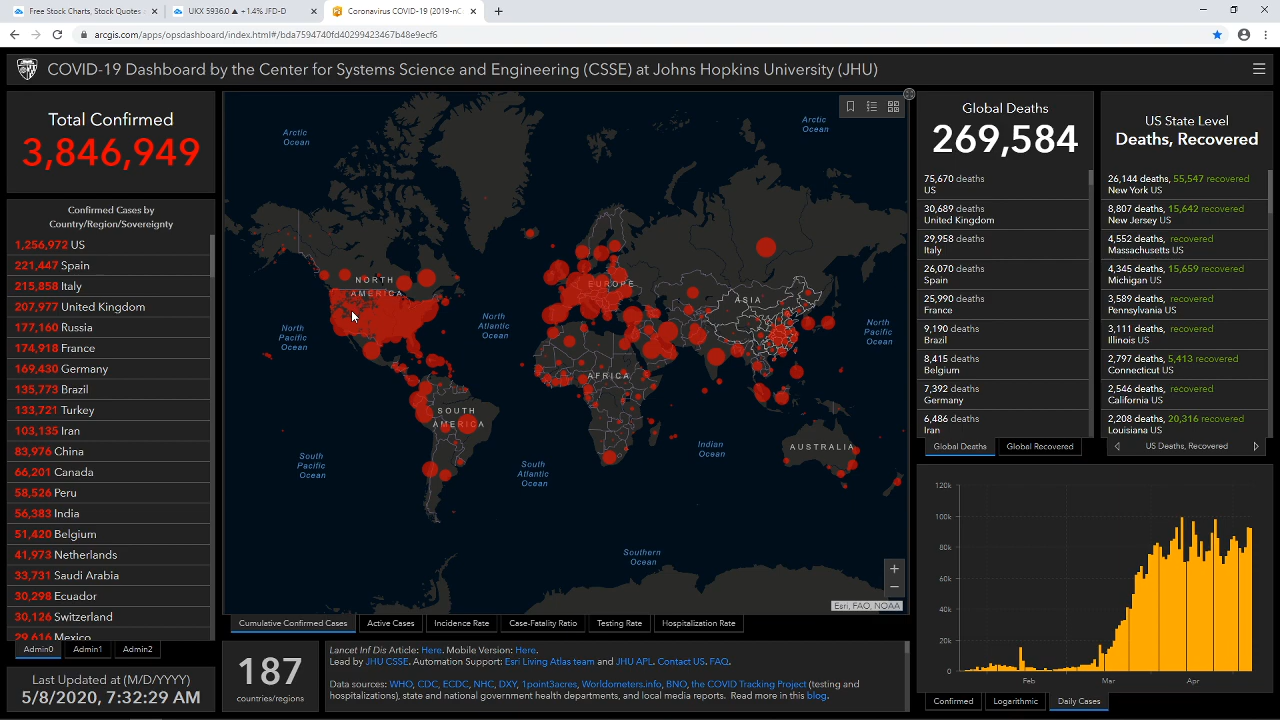 Free Stock Charts, Stock Quotes
UKX 5936.0 ▲ +1.4% JFD-D
Coronavirus COVID-19 (2019-nC
arcgis.com/apps/opsdashboard/index.html#/bda7594740fd40299423467b48e9ecf6
COVID-19 Dashboard by the Center for Systems Science and Engineering (CSSE) at Johns Hopkins University (JHU)
Total Confirmed
3,846,949
Confirmed Cases by
Country/Region/Sovereignty
1,256,972 US
221,447 Spain
215,858 Italy
207,977 United Kingdom
177,160 Russia
174,918 France
169,430 Germany
135,773 Brazil
133,721 Turkey
103,135 Iran
83,976 China
66,201 Canada
58,526 Peru
56,383 India
51,420 Belgium
41,973 Netherlands
33,731 Saudi Arabia
30,298 Ecuador
30,126 Switzerland
29,616 Mexico
Admin0
Admin1
Admin2
Last Updated at (M/D/YYYY)
5/8/2020, 7:32:29 AM
Arctic
Ocean
Arctic
Ocean
NORTH
AMERICA
EUROPE
ASIA
North
Pacific
Ocean
North
Atlantic
Ocean
North
Pacific
Ocean
AFRICA
SOUTH
AMERICA
AUSTRALIA
Indian
Ocean
South
Pacific
Ocean
South
Atlantic
Ocean
Southern
Ocean
+
−
Esri, FAO, NOAA
Cumulative Confirmed Cases
Active Cases
Incidence Rate
Case-Fatality Ratio
Testing Rate
Hospitalization Rate
187
countries/regions
Lancet Inf Dis Article: Here. Mobile Version: Here.
Lead by JHU CSSE. Automation Support: Esri Living Atlas team and JHU APL. Contact US. FAQ.
Data sources: WHO, CDC, ECDC, NHC, DXY, 1point3acres, Worldometers.info, BNO, the COVID Tracking Project (testing and
hospitalizations), state and national government health departments, and local media reports. Read more in this blog.
Global Deaths
269,584
75,670 deaths
US
30,689 deaths
United Kingdom
29,958 deaths
Italy
26,070 deaths
Spain
25,990 deaths
France
9,190 deaths
Brazil
8,415 deaths
Belgium
7,392 deaths
Germany
6,486 deaths
Iran
Global Deaths
Global Recovered
US State Level
Deaths, Recovered
26,144 deaths, 55,547 recovered
New York US
8,807 deaths, 15,642 recovered
New Jersey US
4,552 deaths, recovered
Massachusetts US
4,345 deaths, 15,659 recovered
Michigan US
3,589 deaths, recovered
Pennsylvania US
3,111 deaths, recovered
Illinois US
2,797 deaths, 5,413 recovered
Connecticut US
2,546 deaths, recovered
California US
2,208 deaths, 20,316 recovered
Louisiana US
US Deaths, Recovered
120k
100k
80k
60k
40k
20k
0
Feb
Mar
Apr
Confirmed
Logarithmic
Daily Cases